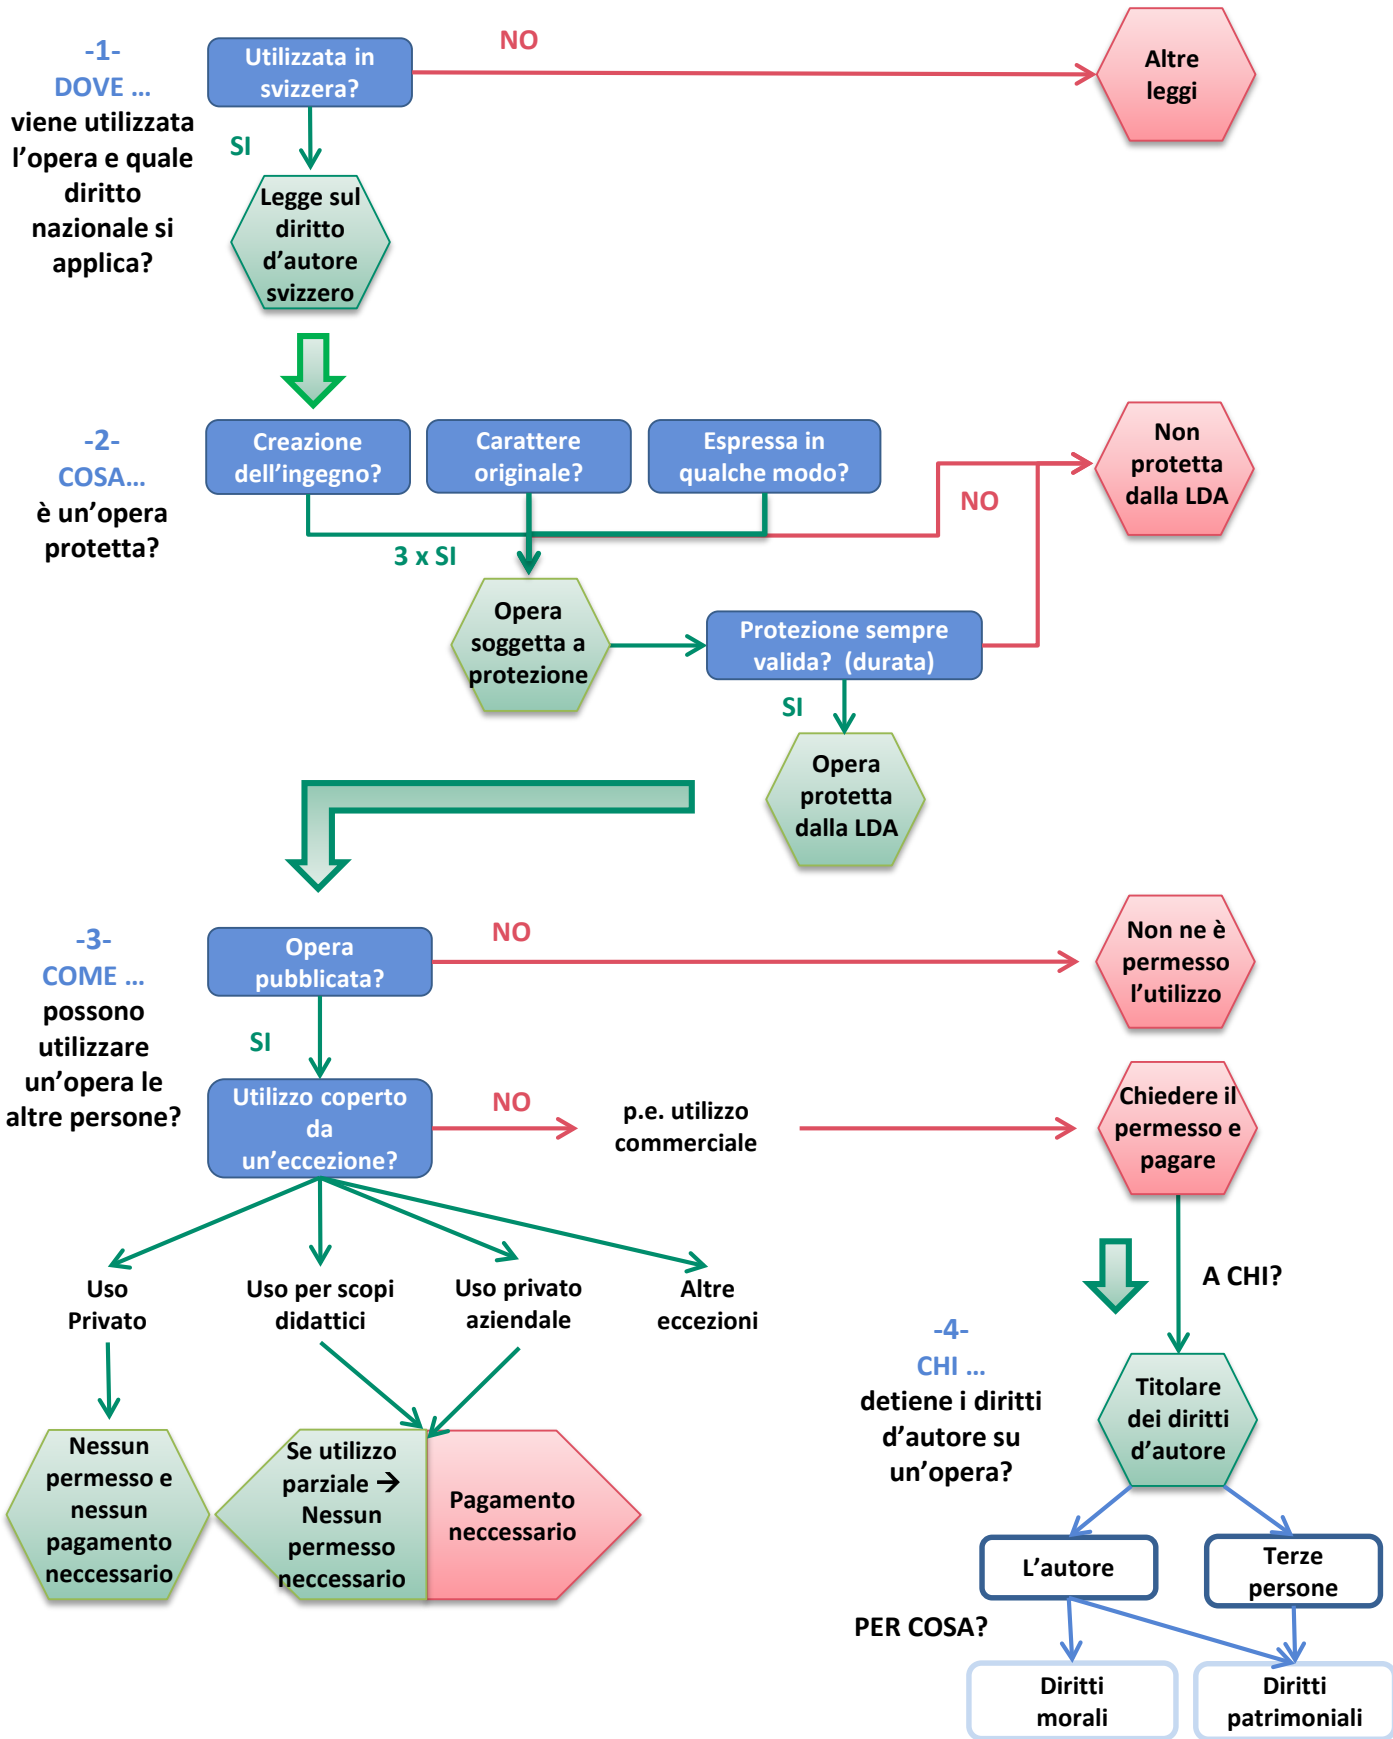 -1-
DOVE ...
viene utilizzata
l'opera e quale
diritto
nazionale si
applica?
Utilizzata in
svizzera?
NO
Altre
leggi
SI
Legge sul
diritto
d'autore
svizzero
-2-
COSA...
è un'opera
protetta?
Creazione
dell'ingegno?
Carattere
originale?
Espressa in
qualche modo?
NO
Non
protetta
dalla LDA
3 x SI
Opera
soggetta a
protezione
Protezione sempre
valida? (durata)
SI
Opera
protetta
dalla LDA
-3-
COME ...
possono
utilizzare
un'opera le
altre persone?
Opera
pubblicata?
NO
Non ne è
permesso
l'utilizzo
SI
Utilizzo coperto
da
un'eccezione?
NO
p.e. utilizzo
commerciale
Chiedere il
permesso e
pagare
Uso
Privato
Uso per scopi
didattici
Uso privato
aziendale
Altre
eccezioni
A CHI?
-4-
CHI ...
detiene i diritti
d'autore su
un'opera?
Titolare
dei diritti
d'autore
Nessun
permesso e
nessun
pagamento
neccessario
Se utilizzo
parziale →
Nessun
permesso
neccessario
Pagamento
neccessario
L'autore
Terze
persone
PER COSA?
Diritti
morali
Diritti
patrimoniali